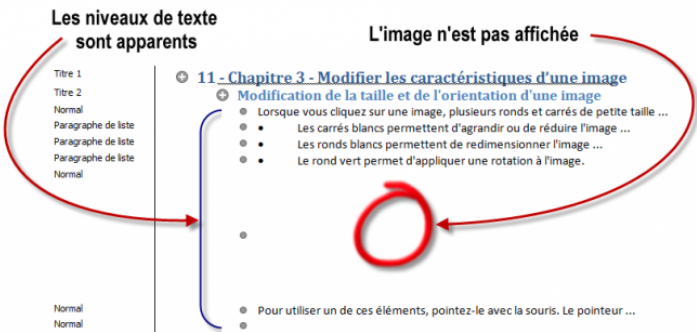 Les niveaux de texte
sont apparents
L'image n'est pas affichée
Titre 1
11 - Chapitre 3 - Modifier les caractéristiques d'une image
Titre 2
Modification de la taille et de l'orientation d'une image
Normal
Lorsque vous cliquez sur une image, plusieurs ronds et carrés de petite taille ...
Paragraphe de liste
• Les carrés blancs permettent d'agrandir ou de réduire l'image ...
Paragraphe de liste
• Les ronds blancs permettent de redimensionner l'image ...
Paragraphe de liste
• Le rond vert permet d'appliquer une rotation à l'image.
Normal
Normal
Pour utiliser un de ces éléments, pointez-le avec la souris. Le pointeur ...
Normal